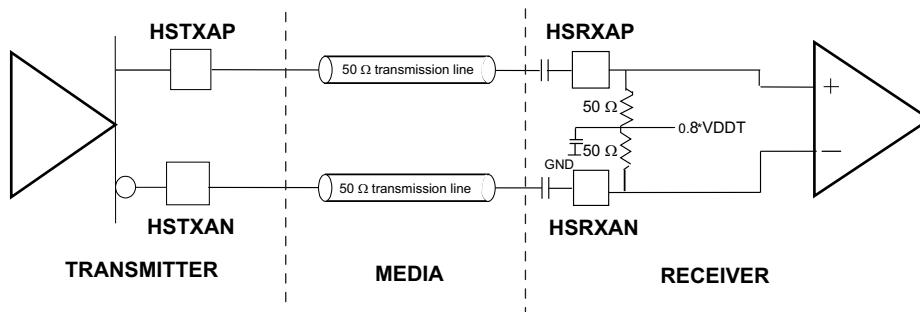 HSTXAP
HSRXAP
50 Ω transmission line
50 Ω
+
0.8*VDDT
50 Ω
GND
50 Ω transmission line
–
HSTXAN
HSRXAN
TRANSMITTER
MEDIA
RECEIVER